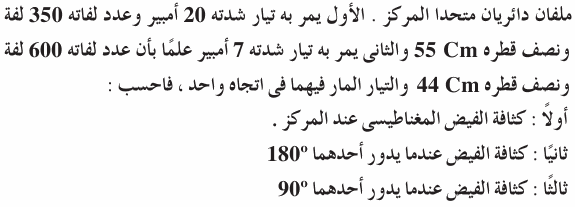 ملفان دائريان متحدا المركز . الأول يمر به تيار شدته 20 أمبير وعدد لفاته 350 لفة
ونصف قطره 55 Cm والثانى يمر به تيار شدته 7 أمبير علمًا بأن عدد لفاته 600 لفة
ونصف قطره 44 Cm والتيار المار فيهما فى اتجاه واحد ، فاحسب :
أولاً : كثافة الفيض المغناطيسى عند المركز .
ثانيًا : كثافة الفيض عندما يدور أحدهما 180°
ثالثًا : كثافة الفيض عندما يدور أحدهما 90°